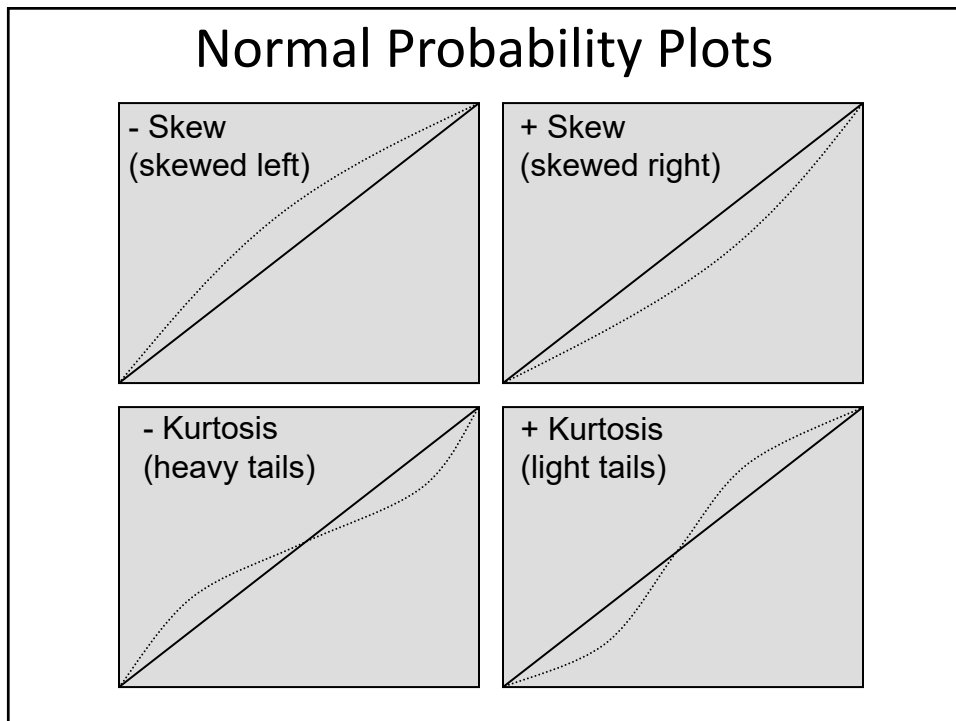 Normal Probability Plots
- Skew
(skewed left)
+ Skew
(skewed right)
- Kurtosis
(heavy tails)
+ Kurtosis
(light tails)